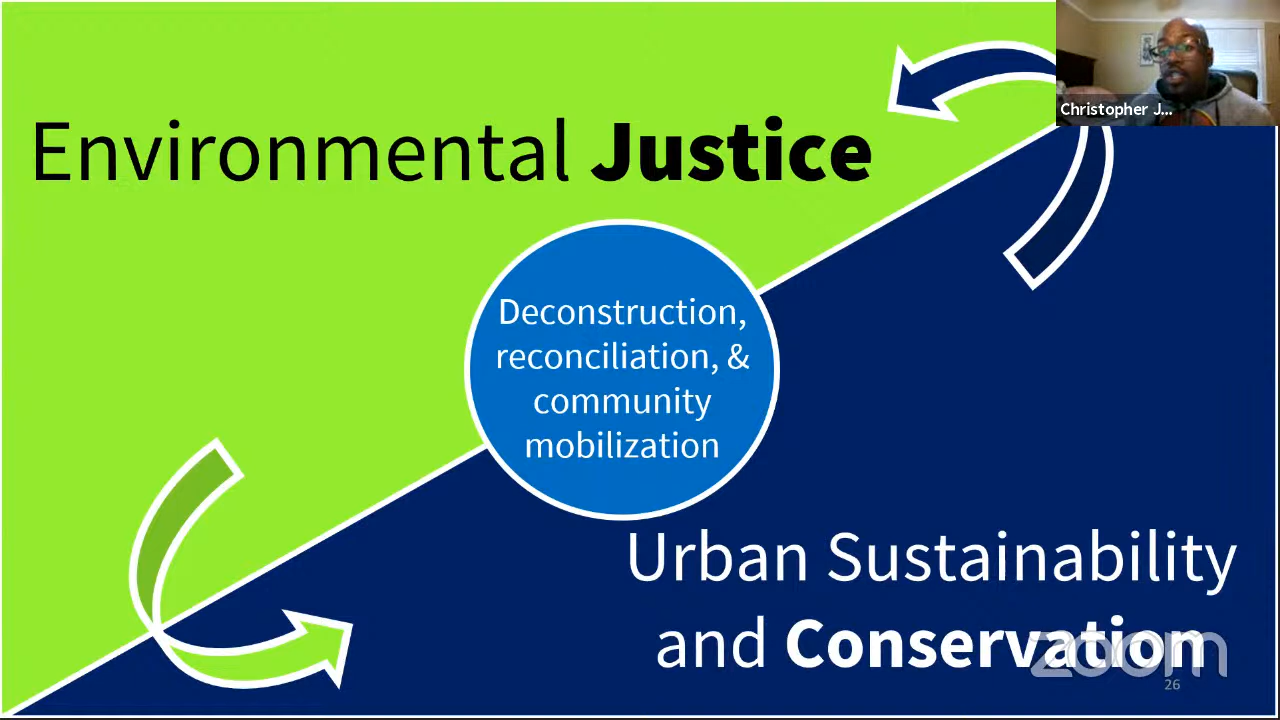 Environmental Justice
Christopher J...
Deconstruction,
reconciliation, &
community
mobilization
Urban Sustainability
and Conservation
zoom
26